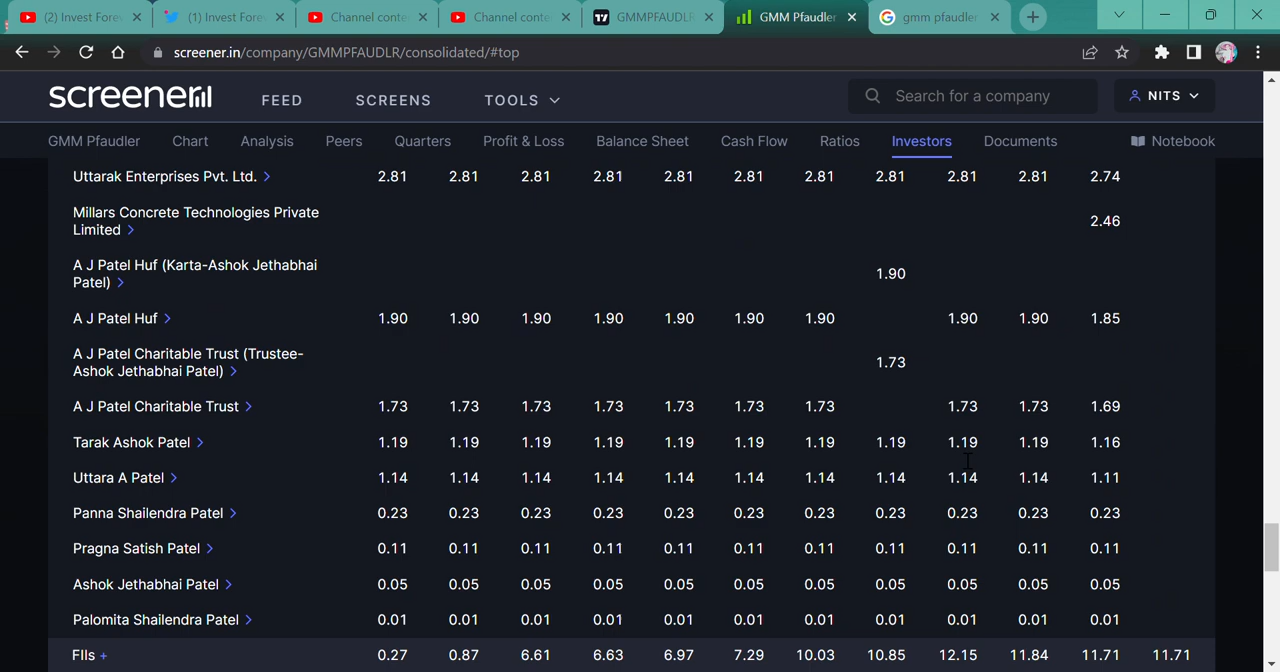 (2) Invest Fore
(1) Invest Fore
Channel conte
Channel conte
GMMPFAUDLR
GMM Pfaudler
gmm pfaudler
screener.in/company/GMMPFAUDLR/consolidated/#top
screener
FEED
SCREENS
TOOLS
Search for a company
NITS
GMM Pfaudler
Chart
Analysis
Peers
Quarters
Profit & Loss
Balance Sheet
Cash Flow
Ratios
Investors
Documents
Notebook
Uttarak Enterprises Pvt. Ltd. > 2.81 2.81 2.81 2.81 2.81 2.81 2.81 2.81 2.81 2.81 2.74
Millars Concrete Technologies Private
Limited > 2.46
A J Patel Huf (Karta-Ashok Jethabhai
Patel) > 1.90
A J Patel Huf > 1.90 1.90 1.90 1.90 1.90 1.90 1.90 1.90 1.90 1.85
A J Patel Charitable Trust (Trustee-
Ashok Jethabhai Patel) > 1.73
A J Patel Charitable Trust > 1.73 1.73 1.73 1.73 1.73 1.73 1.73 1.73 1.73 1.69
Tarak Ashok Patel > 1.19 1.19 1.19 1.19 1.19 1.19 1.19 1.19 1.19 1.19 1.16
Uttara A Patel > 1.14 1.14 1.14 1.14 1.14 1.14 1.14 1.14 1.14 1.14 1.11
Panna Shailendra Patel > 0.23 0.23 0.23 0.23 0.23 0.23 0.23 0.23 0.23 0.23 0.23
Pragna Satish Patel > 0.11 0.11 0.11 0.11 0.11 0.11 0.11 0.11 0.11 0.11 0.11
Ashok Jethabhai Patel > 0.05 0.05 0.05 0.05 0.05 0.05 0.05 0.05 0.05 0.05 0.05
Palomita Shailendra Patel > 0.01 0.01 0.01 0.01 0.01 0.01 0.01 0.01 0.01 0.01 0.01
FIIs + 0.27 0.87 6.61 6.63 6.97 7.29 10.03 10.85 12.15 11.84 11.71 11.71